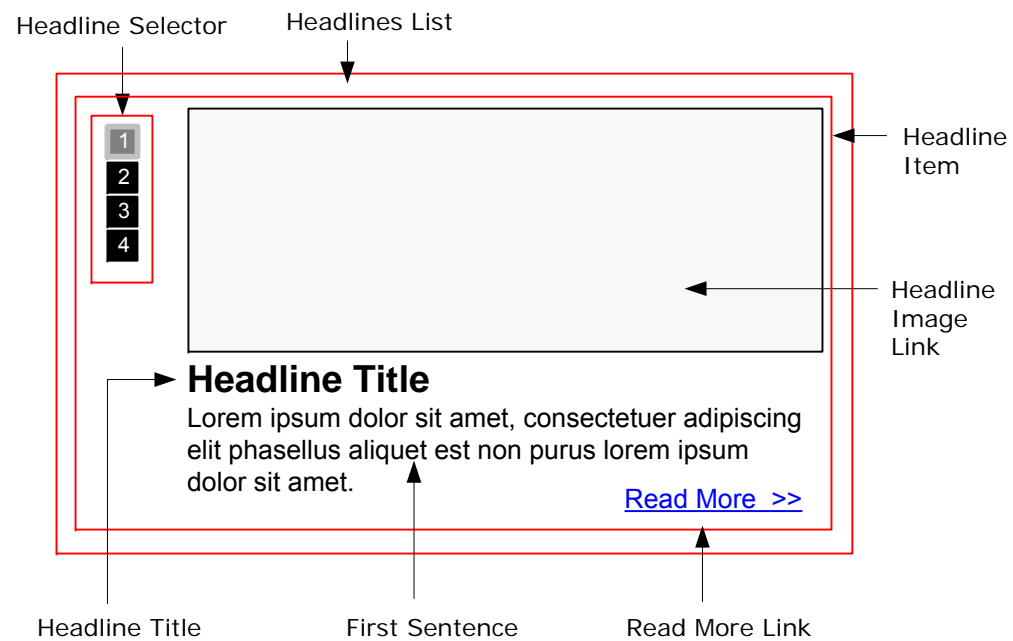 Headline Selector
Headlines List
1
2
3
4
Headline
Item
Headline
Image
Link
Headline Title
Lorem ipsum dolor sit amet, consectetuer adipiscing
elit phasellus aliquet est non purus lorem ipsum
dolor sit amet.
Read More >>
Headline Title
First Sentence
Read More Link